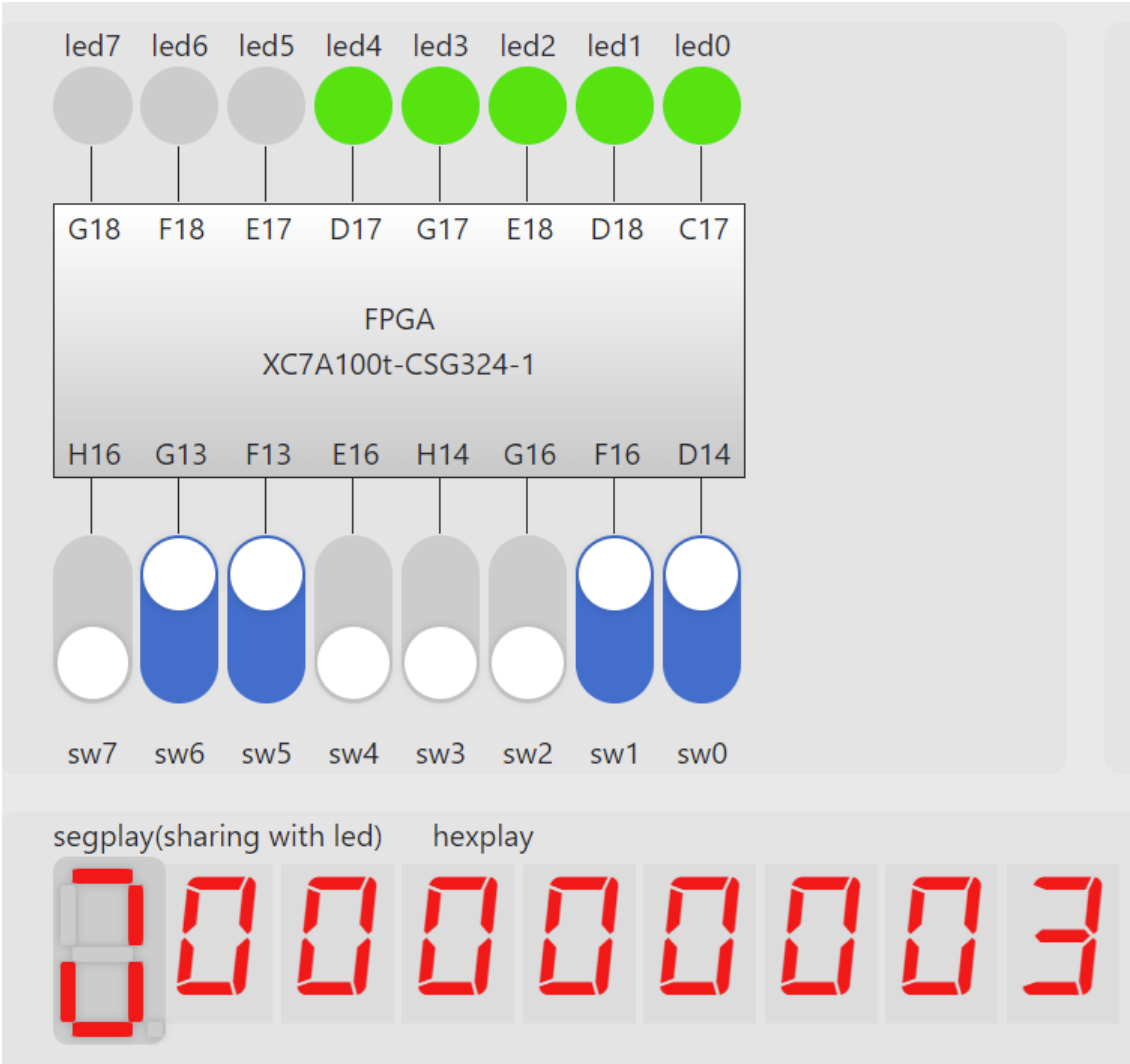 led7 led6 led5 led4 led3 led2 led1 led0
G18 F18 E17 D17 G17 E18 D18 C17
FPGA
XC7A100t-CSG324-1
H16 G13 F13 E16 H14 G16 F16 D14
sw7 sw6 sw5 sw4 sw3 sw2 sw1 sw0
segplay(sharing with led) hexplay
00000003